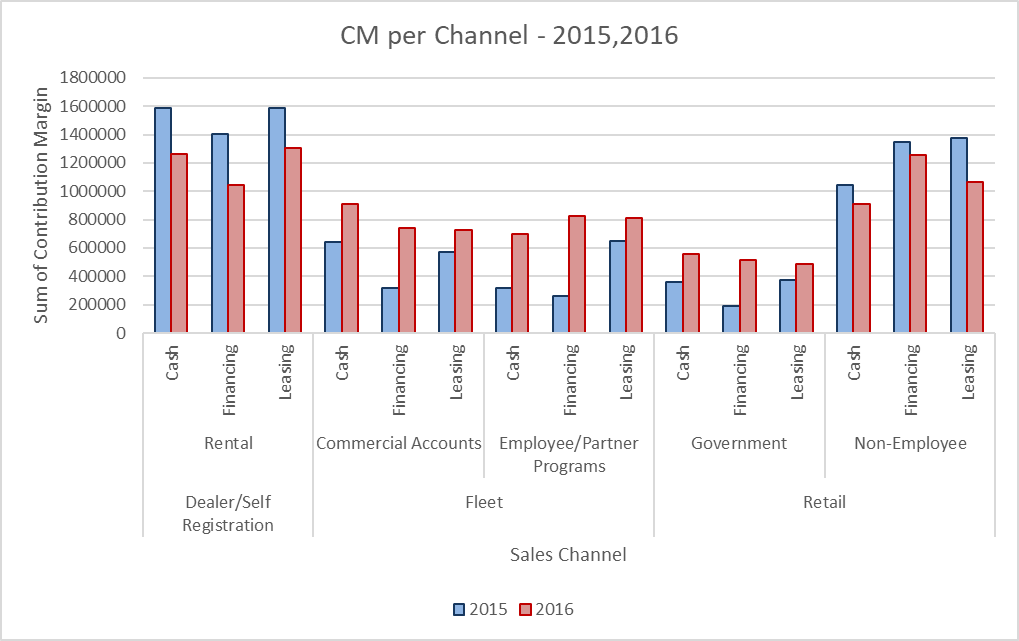 CM per Channel - 2015,2016
Sum of Contribution Margin
1800000
1600000
1400000
1200000
1000000
800000
600000
400000
200000
0
Cash
Financing
Leasing
Cash
Financing
Leasing
Cash
Financing
Leasing
Cash
Financing
Leasing
Cash
Financing
Leasing
Rental
Commercial Accounts
Employee/Partner
Programs
Government
Non-Employee
Dealer/Self
Registration
Fleet
Retail
Sales Channel
2015
2016